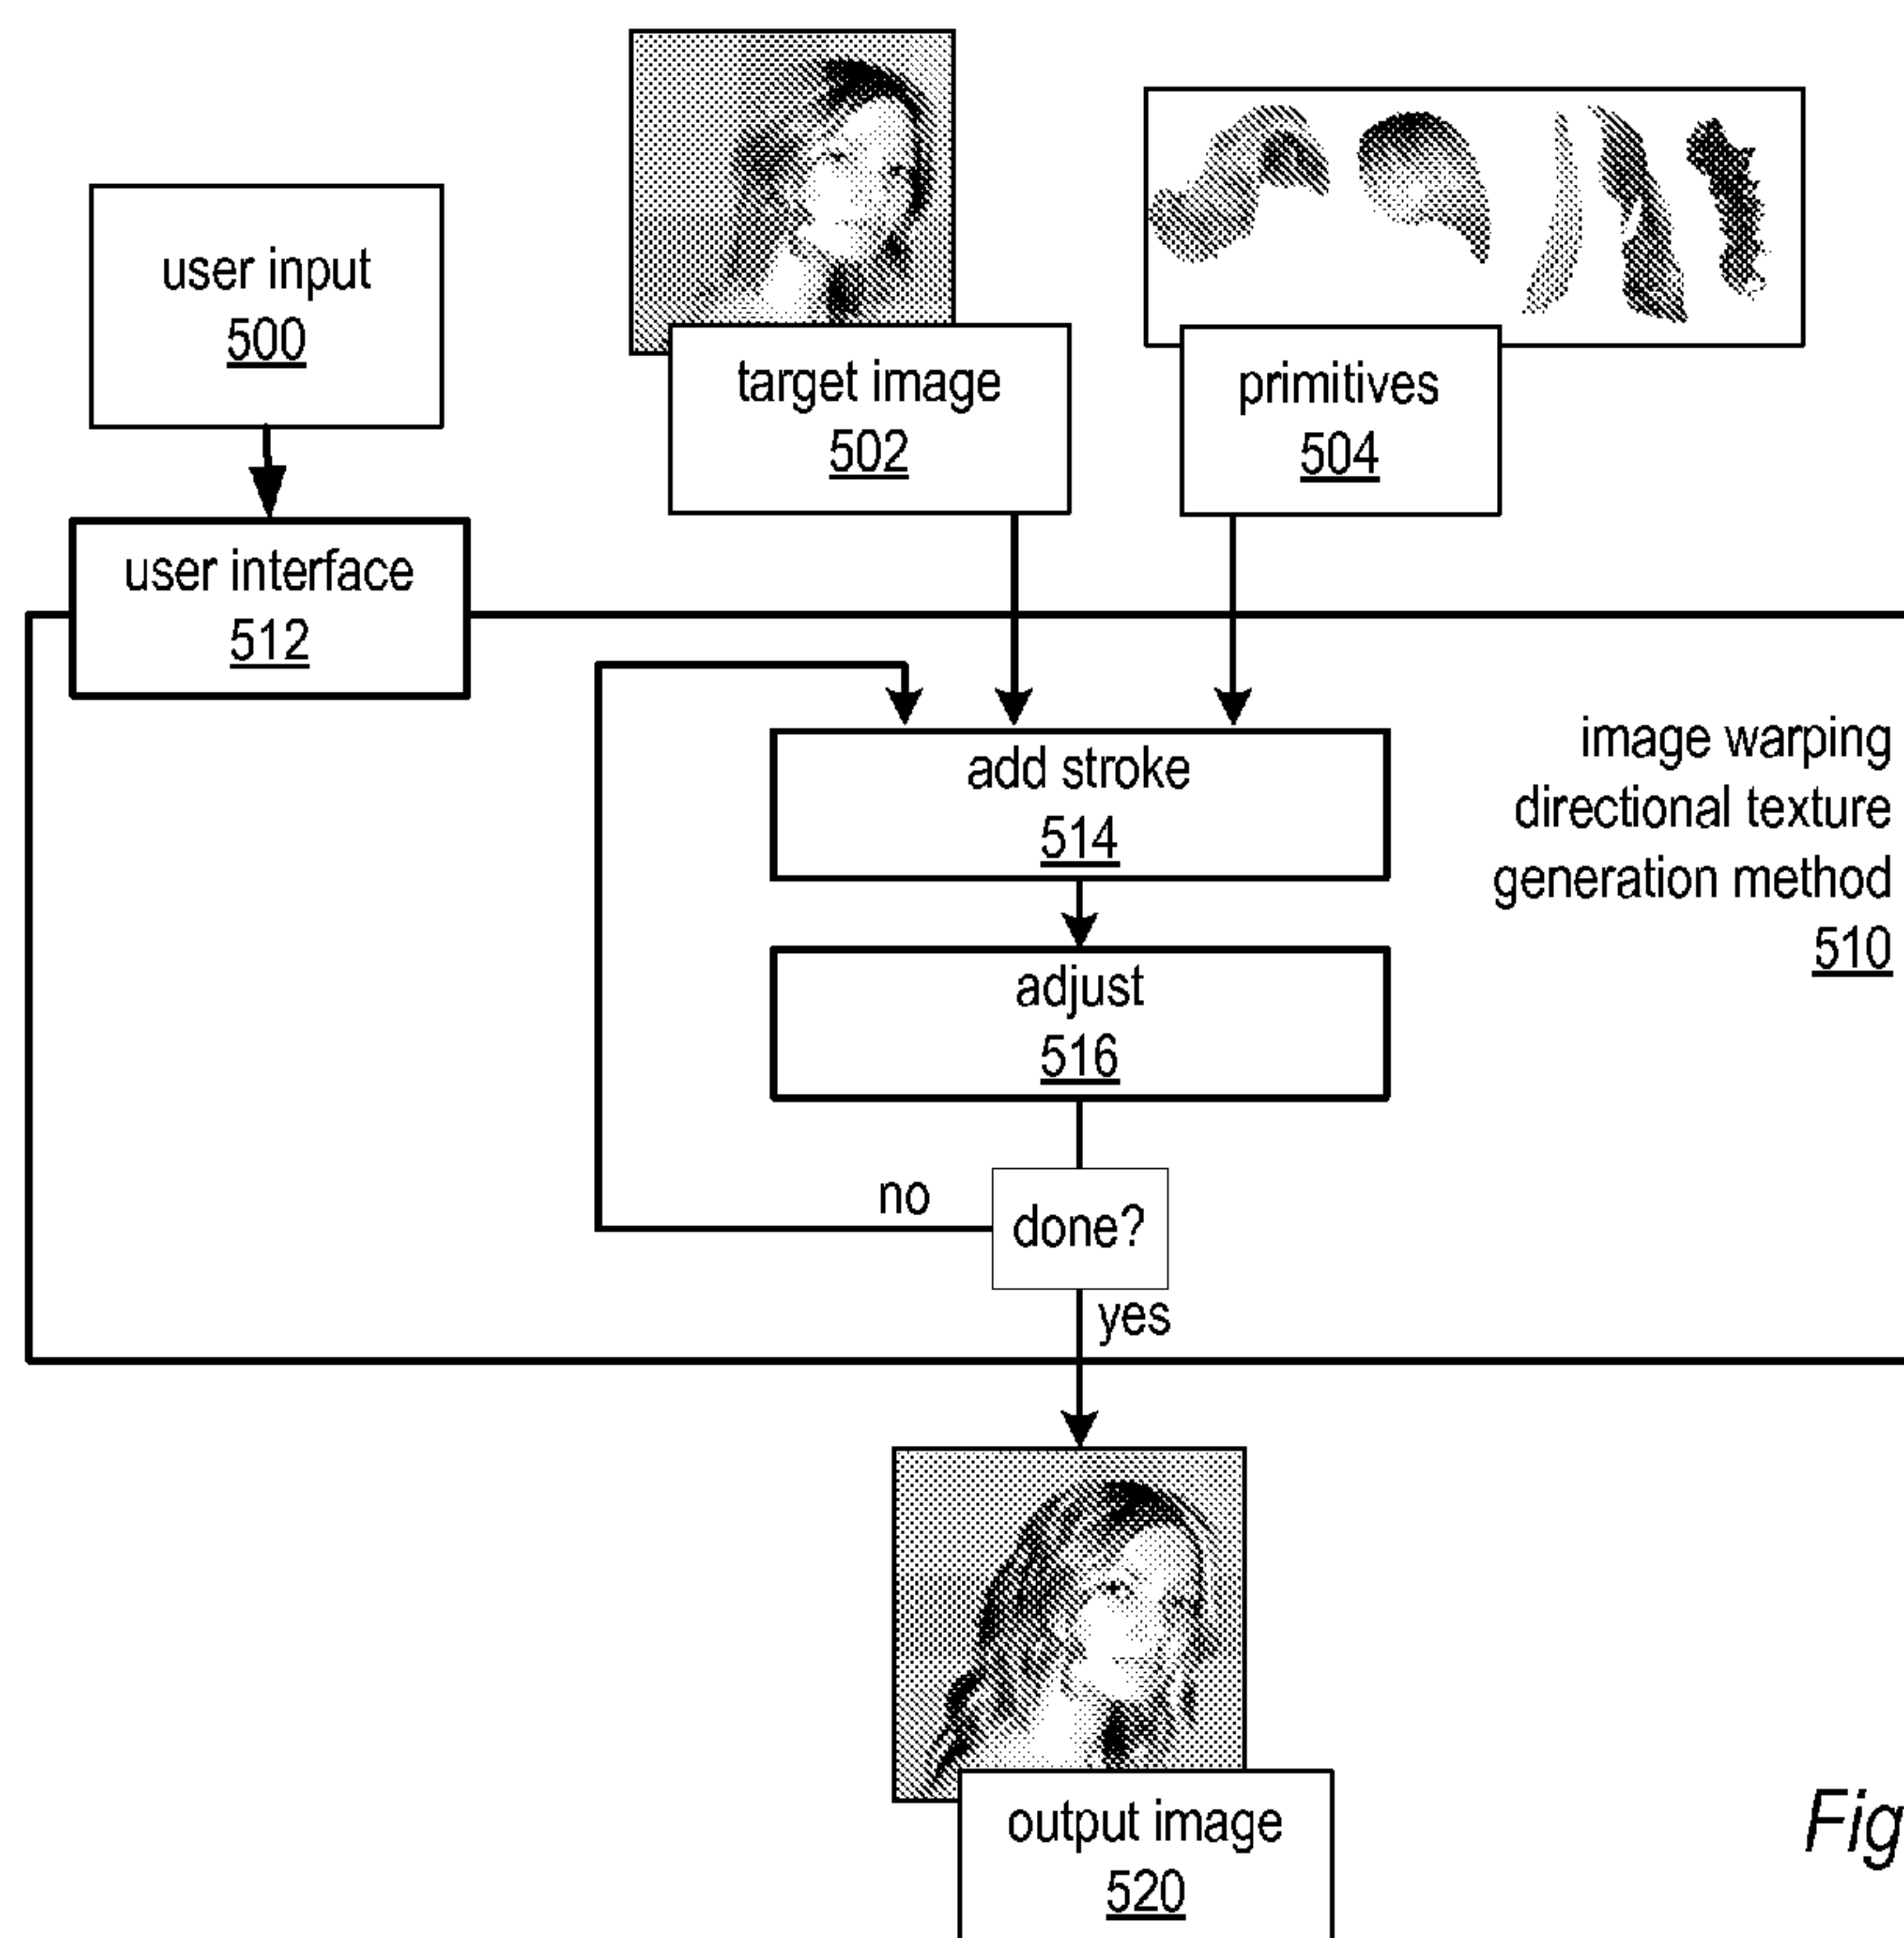 user input
500
target image
502
primitives
504
user interface
512
add stroke
514
image warping
directional texture
generation method
510
adjust
516
no
done?
yes
output image
520
Fig